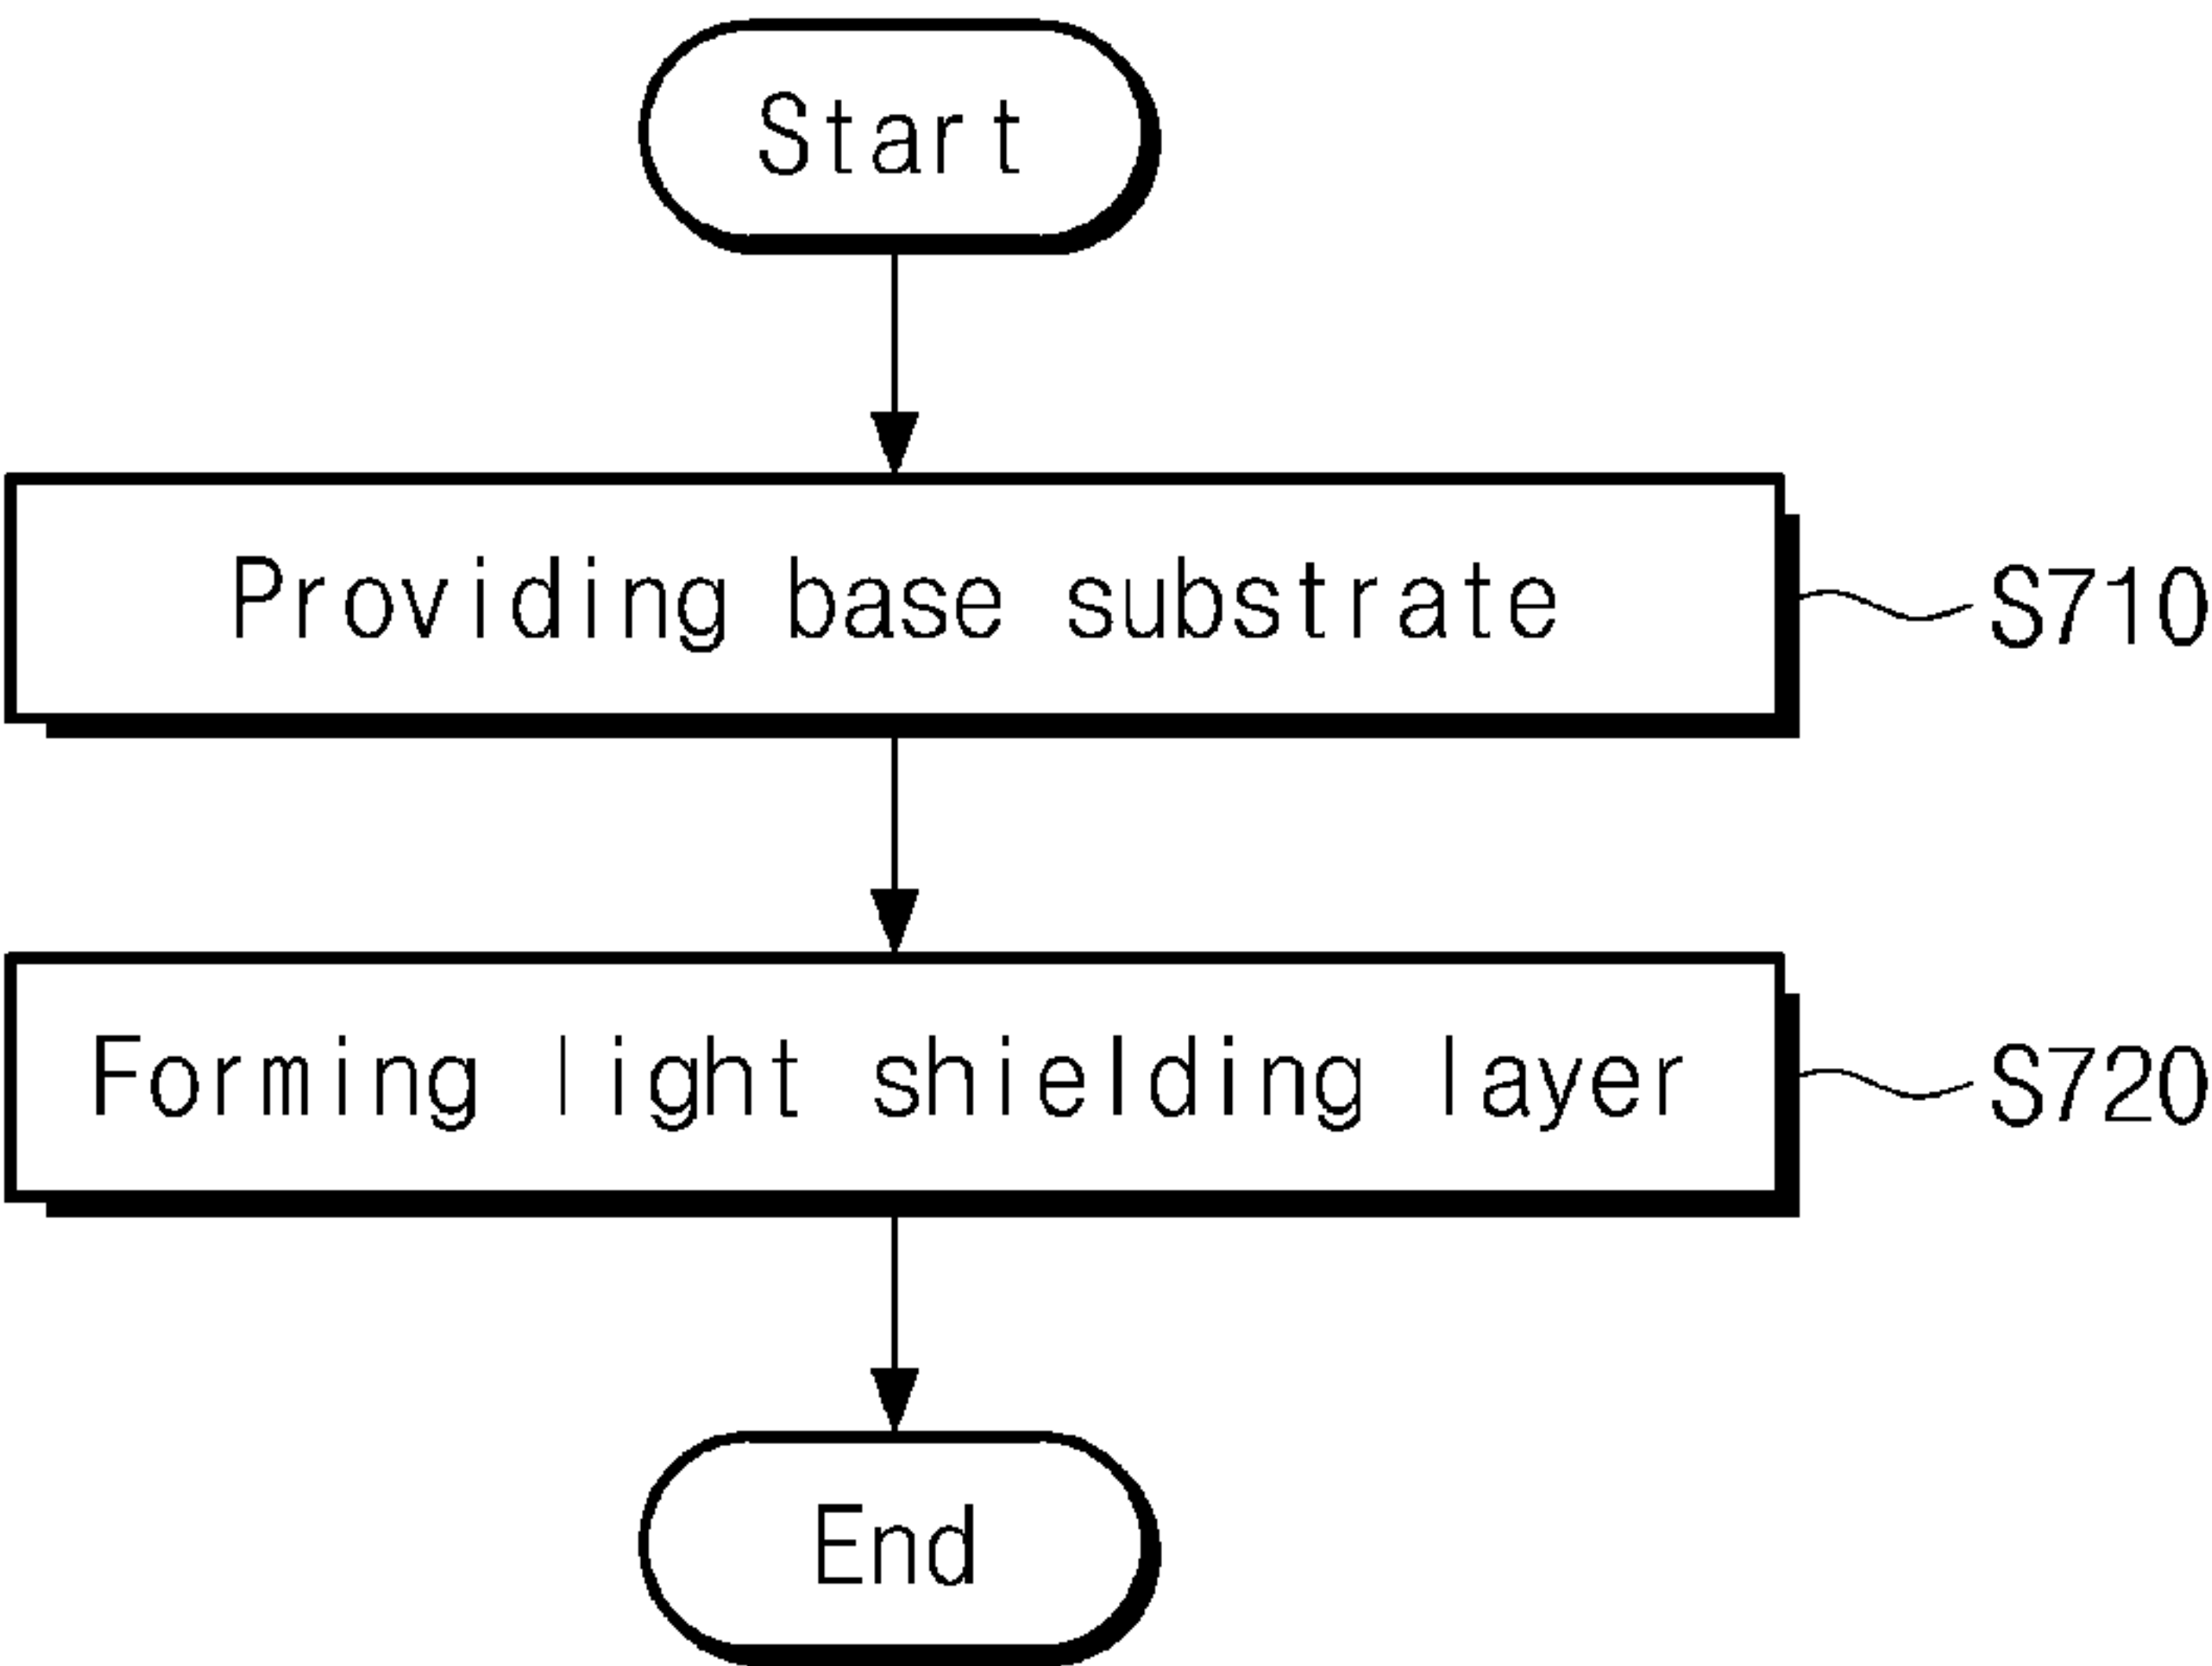 Start
Providing base substrate
S710
Forming light shielding layer
S720
End